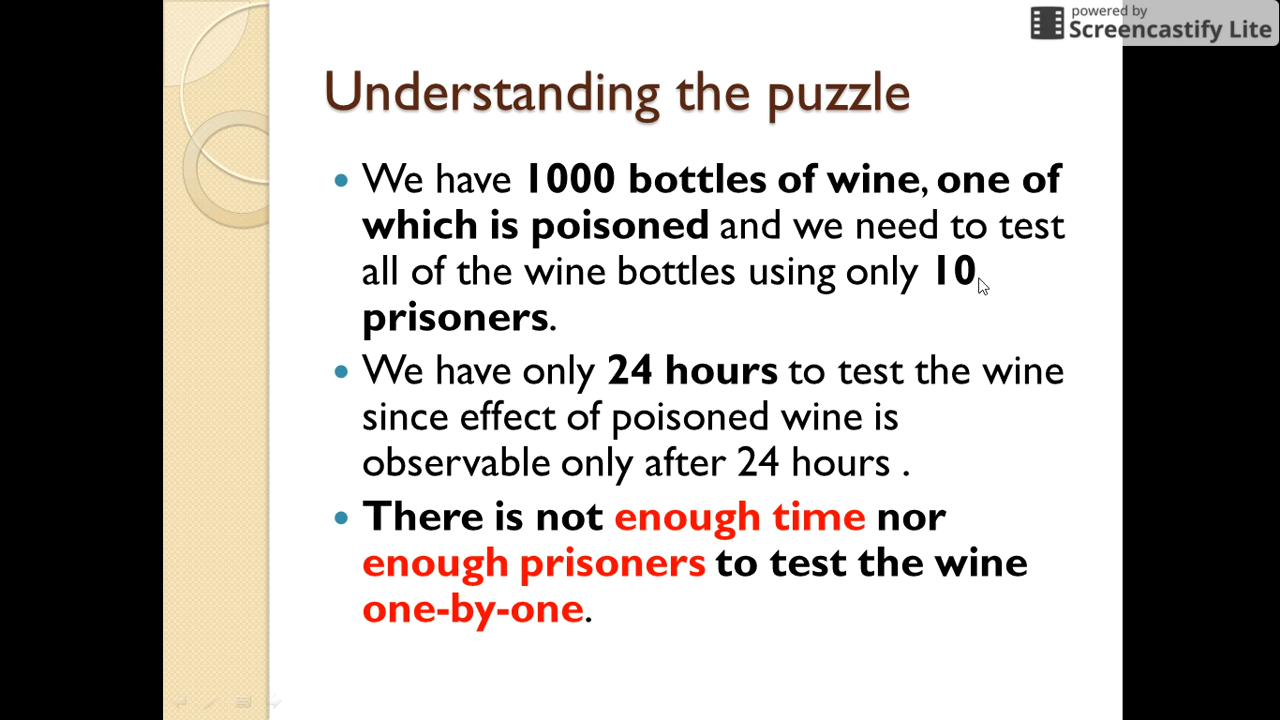 powered by
Screencastify Lite
Understanding the puzzle
• We have 1000 bottles of wine, one of
which is poisoned and we need to test
all of the wine bottles using only 10
prisoners.
• We have only 24 hours to test the wine
since effect of poisoned wine is
observable only after 24 hours .
• There is not enough time nor
enough prisoners to test the wine
one-by-one.